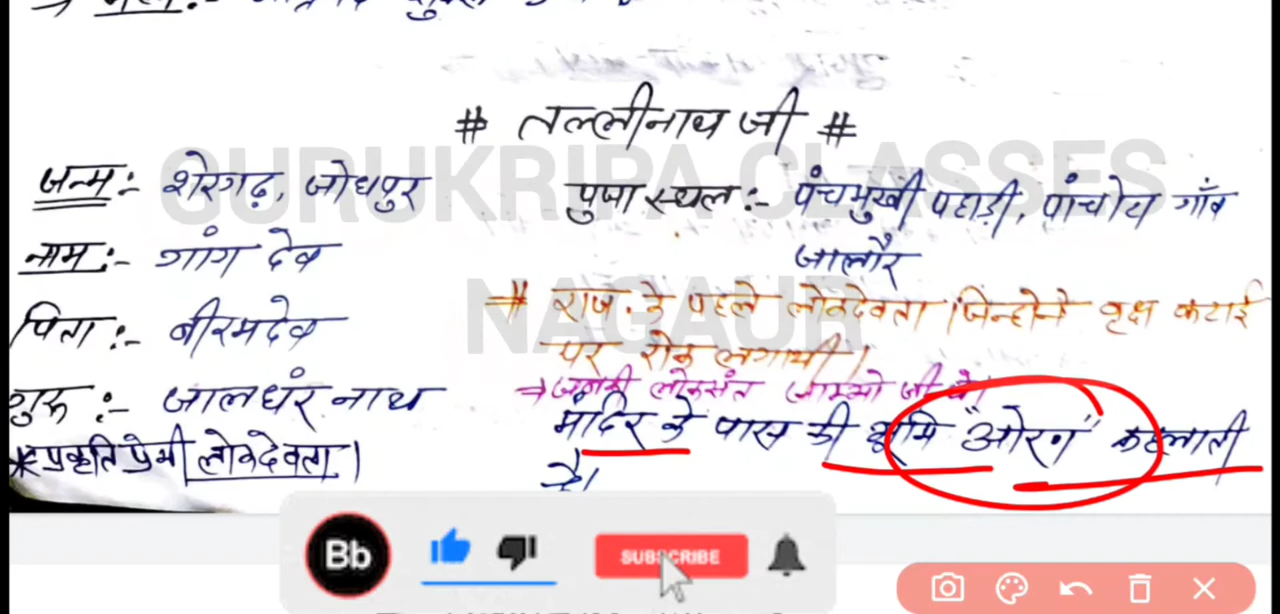 # तल्लीनाथ जी #
GURUKRIPA CLASSES
NAGAUR
जन्म:- शेरगढ़, जोधपुर
नाम:- गांग देव
पिता:- बीरमदेव
गुरु:- जालधंर नाथ
*प्रकृति प्रेमी लोकदेवता।
पुजा स्थल:- पंचमुखी पहाड़ी, पांचोटा गाँव
जालौर
# राज. के पहले लोकदेवता जिन्होने वृक्ष कटाई
पर रोक लगायी।
→ जबकी लोकसंत जाम्भो जी थे।
मंदिर के पास की भूमि "ओरण" कहलाती
है।
Bb
SUBSCRIBE